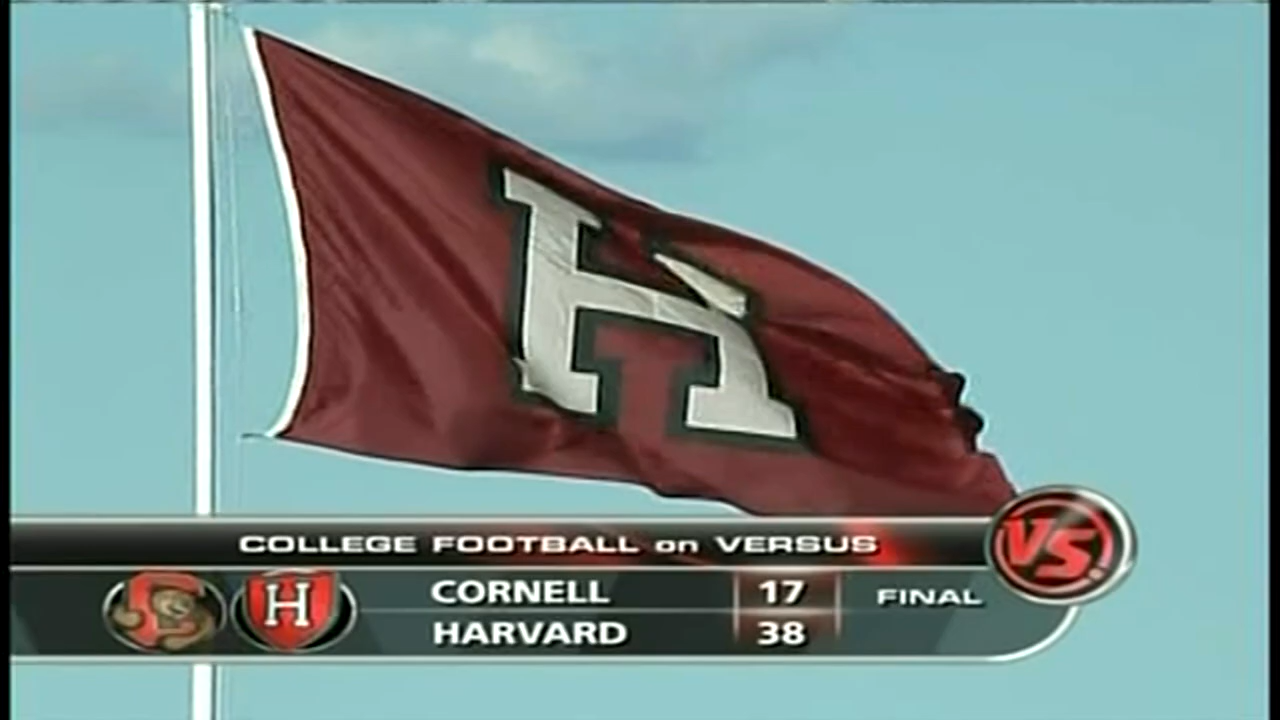 H
COLLEGE FOOTBALL on VERSUS
VS.
C H CORNELL 17 FINAL
HARVARD 38